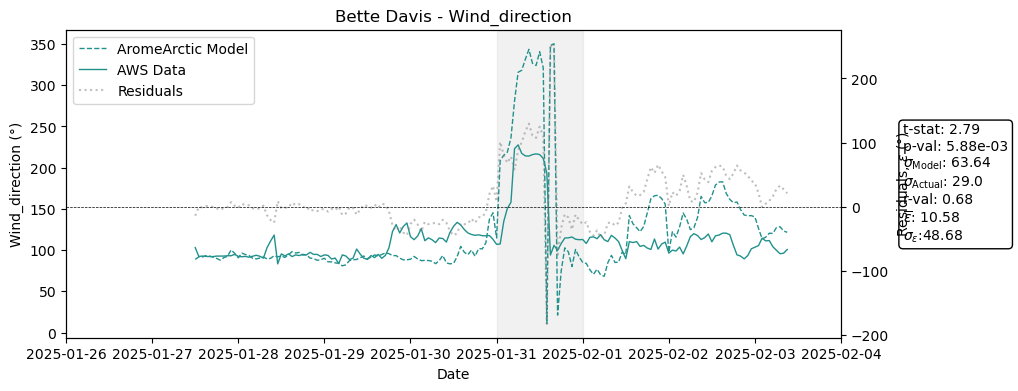 Bette Davis - Wind_direction
AromeArctic Model
AWS Data
Residuals
Wind_direction (°)
350
300
250
200
150
100
50
0
200
100
0
−100
−200
t-stat: 2.79
p-val: 5.88e-03
σModel: 63.64
σActual: 29.0
r-val: 0.68
: 10.58
σε:48.68
2025-01-26
2025-01-27
2025-01-28
2025-01-29
2025-01-30
2025-01-31
2025-02-01
2025-02-02
2025-02-03
2025-02-04
Date